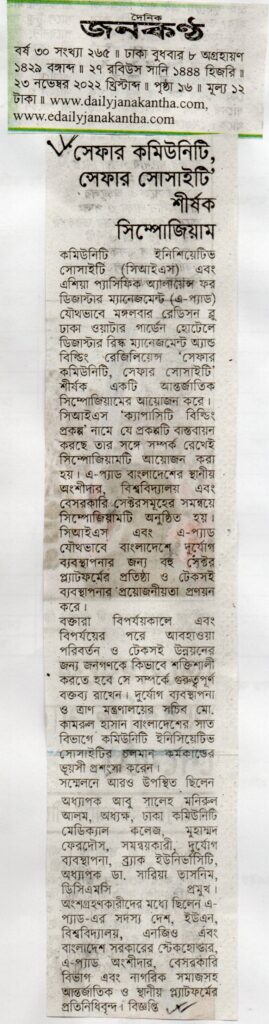 দৈনিক
জনকণ্ঠ
বর্ষ ৩০ সংখ্যা ২৬৫ ॥ ঢাকা বুধবার ৮ অগ্রহায়ণ
১৪২৯ বঙ্গাব্দ ॥ ২৭ রবিউস সানি ১৪৪৪ হিজরি ॥
২৩ নভেম্বর ২০২২ খ্রিস্টাব্দ ॥ পৃষ্ঠা ১৬ ॥ মূল্য ১২
টাকা ॥ www.dailyjanakantha.com,
www.edailyjanakantha.com
‘সেফার কমিউনিটি,
সেফার সোসাইটি’
শীর্ষক
সিম্পোজিয়াম
কমিউনিটি ইনিশিয়েটিভ
সোসাইটি (সিআইএস) এবং
এশিয়া প্যাসিফিক অ্যালায়েন্স ফর
ডিজাস্টার ম্যানেজমেন্ট (এ-প্যাড)
যৌথভাবে মঙ্গলবার রেডিসন ব্লু
ঢাকা ওয়াটার গার্ডেন হোটেলে
ডিজাস্টার রিস্ক ম্যানেজমেন্ট অ্যান্ড
বিল্ডিং রেজিলিয়েন্স ‘সেফার
কমিউনিটি, সেফার সোসাইটি’
শীর্ষক একটি আন্তর্জাতিক
সিম্পোজিয়ামের আয়োজন করে।
সিআইএস ‘ক্যাপাসিটি বিল্ডিং
প্রকল্প’ নামে যে প্রকল্পটি বাস্তবায়ন
করছে তার সঙ্গে সম্পর্ক রেখেই
সিম্পোজিয়ামটি আয়োজন করা
হয়। এ-প্যাড বাংলাদেশের স্থানীয়
অংশীদার, বিশ্ববিদ্যালয় এবং
বেসরকারি সেক্টরসমূহের সমন্বয়ে
সিম্পোজিয়ামটি অনুষ্ঠিত হয়।
সিআইএস এবং এ-প্যাড
যৌথভাবে বাংলাদেশে দুর্যোগ
ব্যবস্থাপনার জন্য বহু সেক্টর
প্ল্যাটফর্মের প্রতিষ্ঠা ও টেকসই
ব্যবস্থাপনার প্রয়োজনীয়তা প্রণয়ন
করে।
বক্তারা বিপর্যয়কালে এবং
বিপর্যয়ের পরে আবহাওয়া
পরিবর্তন ও টেকসই উন্নয়নের
জন্য জনগণকে কিভাবে শক্তিশালী
করতে হবে সে সম্পর্কে গুরুত্বপূর্ণ
বক্তব্য রাখেন। দুর্যোগ ব্যবস্থাপনা
ও ত্রাণ মন্ত্রণালয়ের সচিব মো.
কামরুল হাসান বাংলাদেশের সাত
বিভাগে কমিউনিটি ইনিসিয়েটিভ
সোসাইটির চলমান কর্মকান্ডের
ভূয়সী প্রশংসা করেন।
সম্মেলনে আরও উপস্থিত ছিলেন
অধ্যাপক আবু সালেহ মনিরুল
আলম, অধ্যক্ষ, ঢাকা কমিউনিটি
মেডিক্যাল কলেজ, মুহাম্মদ
ফেরদৌস, সমন্বয়কারী, দুর্যোগ
ব্যবস্থাপনা, ব্র্যাক ইউনিভার্সিটি,
অধ্যাপক ডা. সারিয়া তাসনিম,
ডিসিএমসি প্রমুখ।
অংশগ্রহণকারীদের মধ্যে ছিলেন এ-
প্যাড-এর সদস্য দেশ, ইউএন,
বিশ্ববিদ্যালয়, এনজিও এবং
বাংলাদেশ সরকারের স্টেকহোল্ডার,
এ-প্যাড অংশীদার, বেসরকারি
বিভাগ এবং নাগরিক সমাজসহ
আন্তর্জাতিক ও স্থানীয় প্ল্যাটফর্মের
প্রতিনিধিবৃন্দ। বিজ্ঞপ্তি